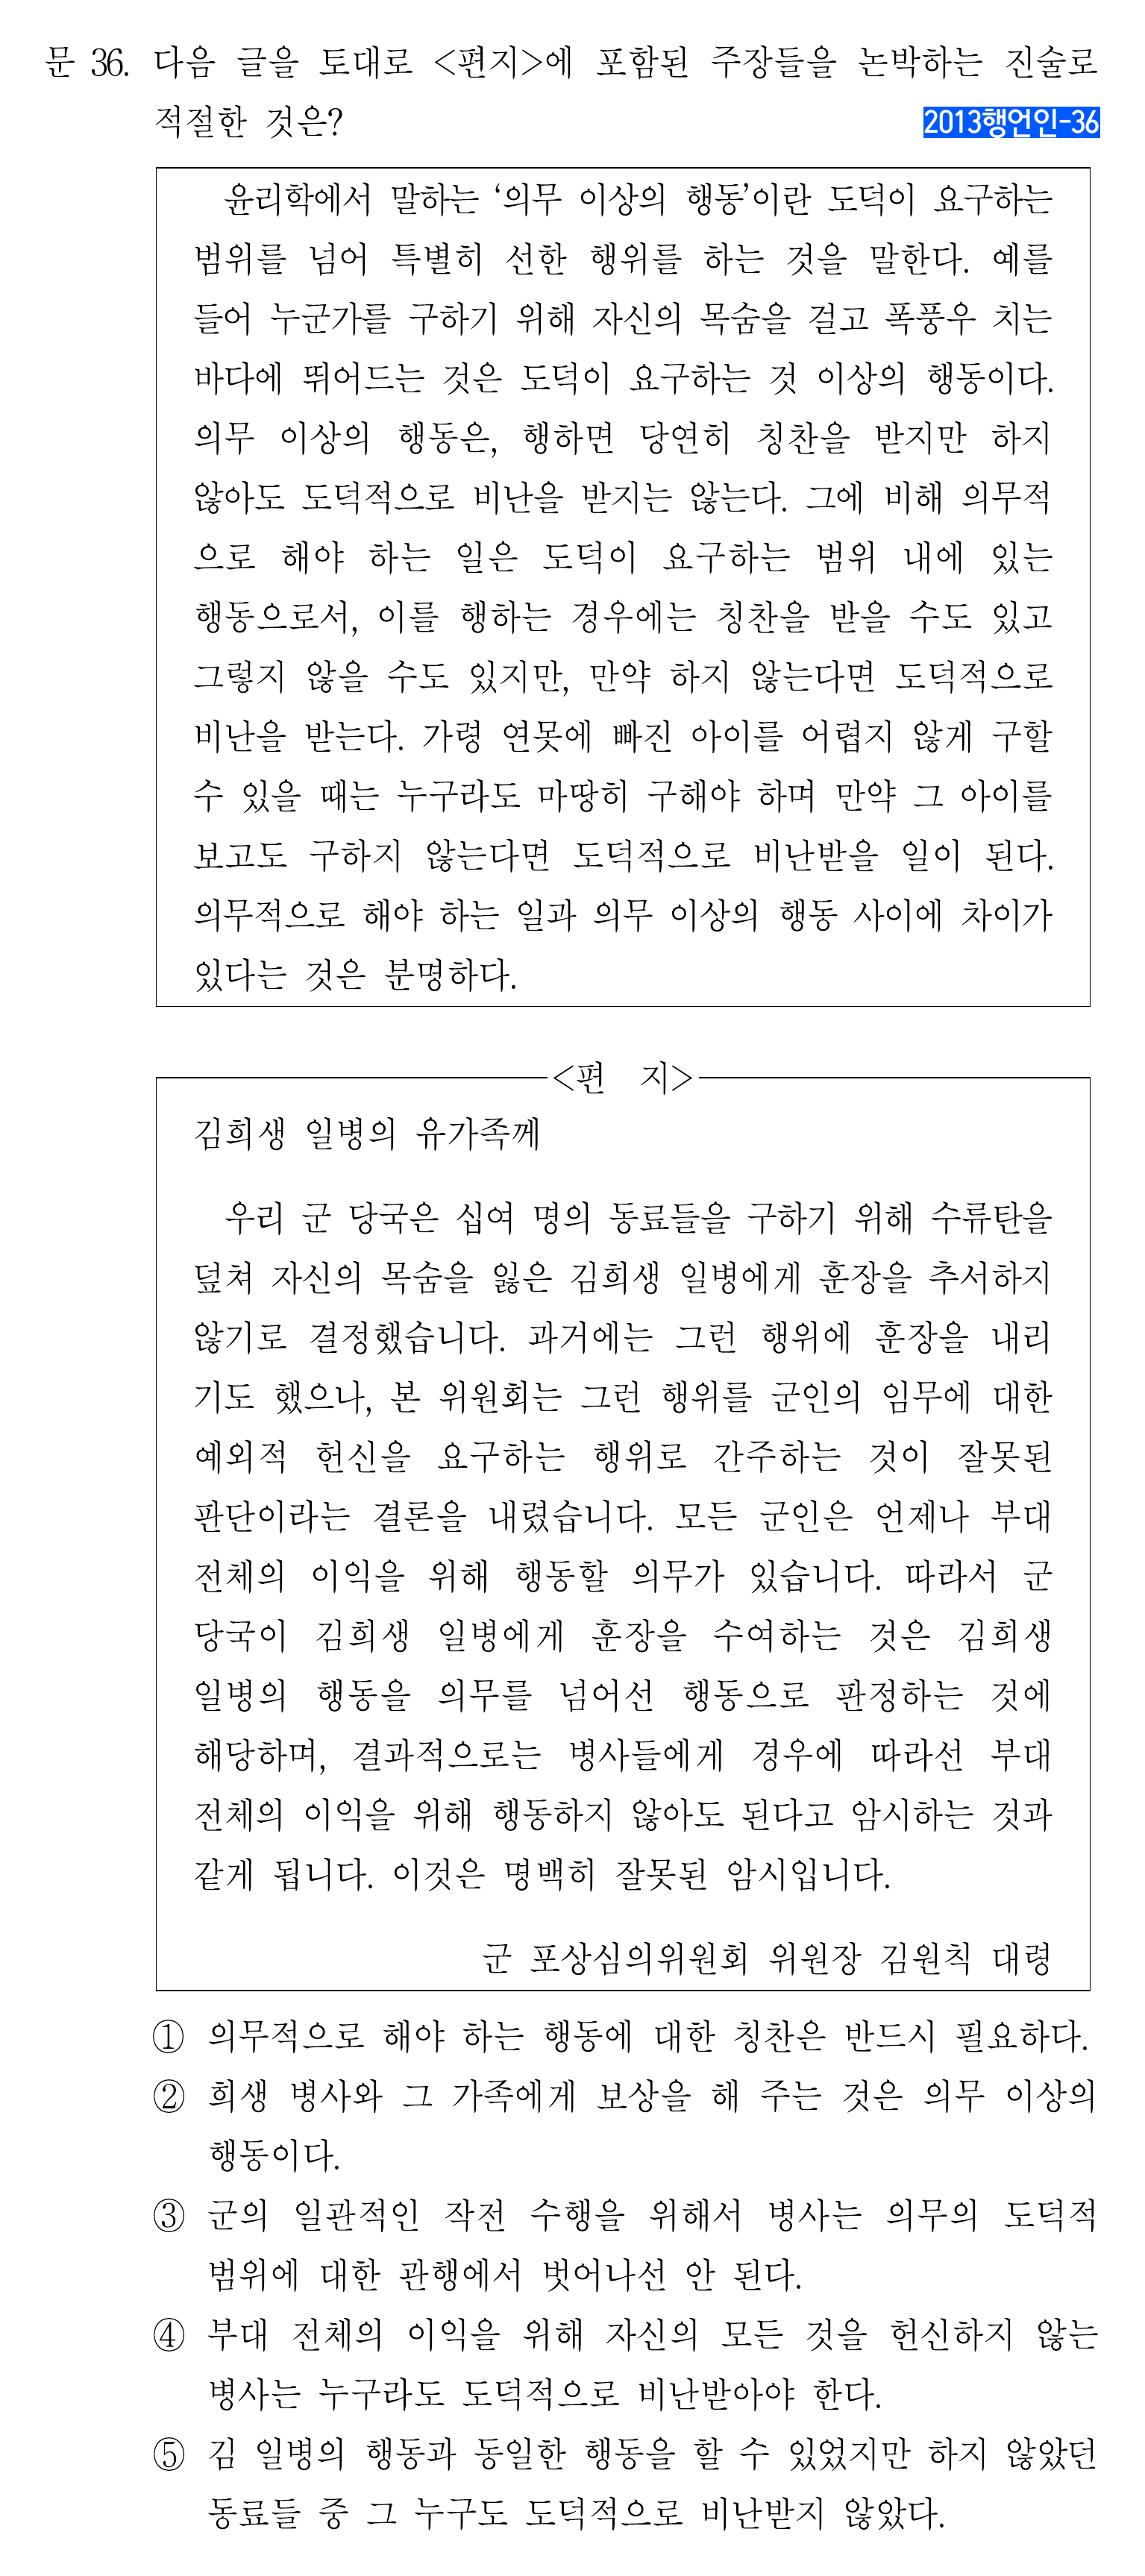 문 36. 다음 글을 토대로 <편지>에 포함된 주장들을 논박하는 진술로
적절한 것은?
2013행언인-36
윤리학에서 말하는 ‘의무 이상의 행동’이란 도덕이 요구하는
범위를 넘어 특별히 선한 행위를 하는 것을 말한다. 예를
들어 누군가를 구하기 위해 자신의 목숨을 걸고 폭풍우 치는
바다에 뛰어드는 것은 도덕이 요구하는 것 이상의 행동이다.
의무 이상의 행동은, 행하면 당연히 칭찬을 받지만 하지
않아도 도덕적으로 비난을 받지는 않는다. 그에 비해 의무적
으로 해야 하는 일은 도덕이 요구하는 범위 내에 있는
행동으로서, 이를 행하는 경우에는 칭찬을 받을 수도 있고
그렇지 않을 수도 있지만, 만약 하지 않는다면 도덕적으로
비난을 받는다. 가령 연못에 빠진 아이를 어렵지 않게 구할
수 있을 때는 누구라도 마땅히 구해야 하며 만약 그 아이를
보고도 구하지 않는다면 도덕적으로 비난받을 일이 된다.
의무적으로 해야 하는 일과 의무 이상의 행동 사이에 차이가
있다는 것은 분명하다.
<편 지>
김희생 일병의 유가족께
우리 군 당국은 십여 명의 동료들을 구하기 위해 수류탄을
덮쳐 자신의 목숨을 잃은 김희생 일병에게 훈장을 추서하지
않기로 결정했습니다. 과거에는 그런 행위에 훈장을 내리
기도 했으나, 본 위원회는 그런 행위를 군인의 임무에 대한
예외적 헌신을 요구하는 행위로 간주하는 것이 잘못된
판단이라는 결론을 내렸습니다. 모든 군인은 언제나 부대
전체의 이익을 위해 행동할 의무가 있습니다. 따라서 군
당국이 김희생 일병에게 훈장을 수여하는 것은 김희생
일병의 행동을 의무를 넘어선 행동으로 판정하는 것에
해당하며, 결과적으로는 병사들에게 경우에 따라선 부대
전체의 이익을 위해 행동하지 않아도 된다고 암시하는 것과
같게 됩니다. 이것은 명백히 잘못된 암시입니다.
군 포상심의위원회 위원장 김원칙 대령
① 의무적으로 해야 하는 행동에 대한 칭찬은 반드시 필요하다.
② 희생 병사와 그 가족에게 보상을 해 주는 것은 의무 이상의
행동이다.
③ 군의 일관적인 작전 수행을 위해서 병사는 의무의 도덕적
범위에 대한 관행에서 벗어나선 안 된다.
④ 부대 전체의 이익을 위해 자신의 모든 것을 헌신하지 않는
병사는 누구라도 도덕적으로 비난받아야 한다.
⑤ 김 일병의 행동과 동일한 행동을 할 수 있었지만 하지 않았던
동료들 중 그 누구도 도덕적으로 비난받지 않았다.